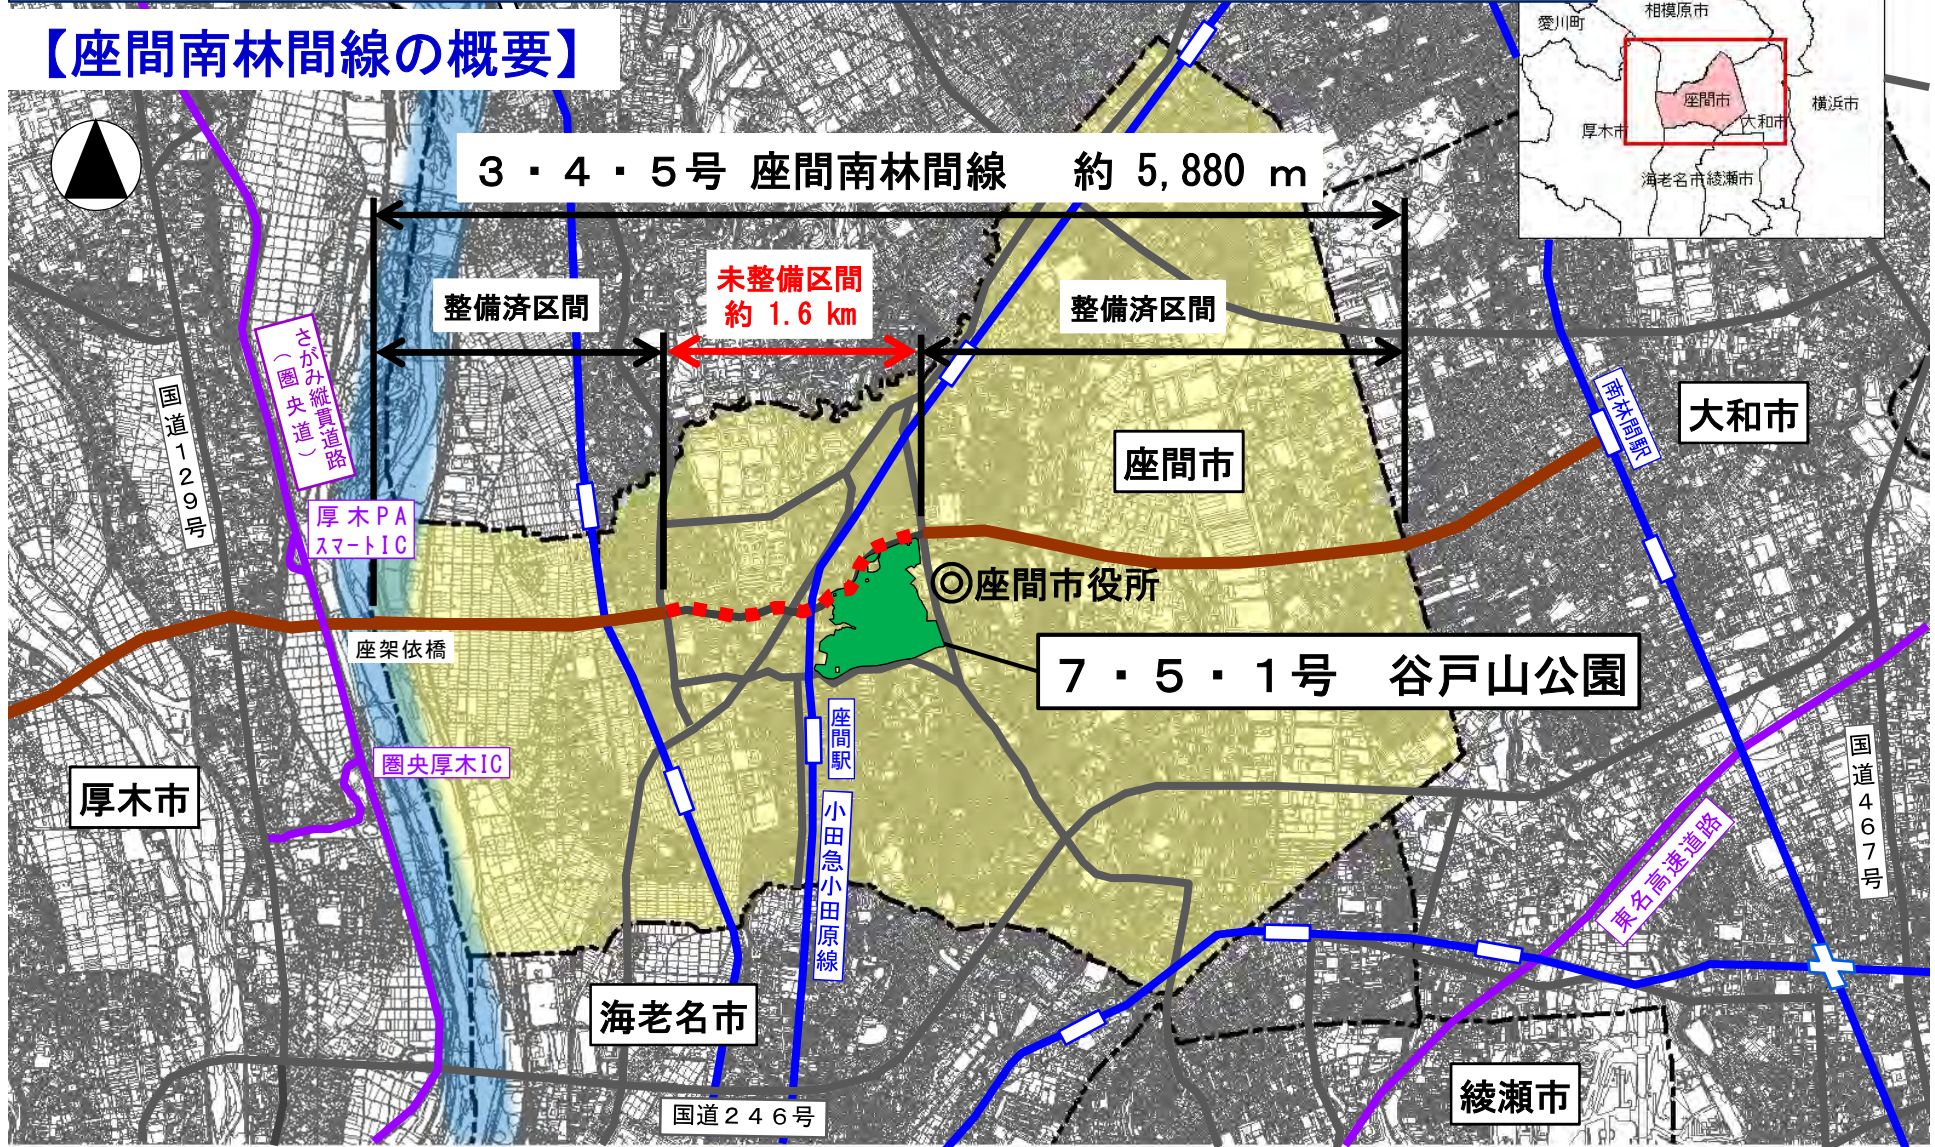 【座間南林間線の概要】
愛川町
相模原市
座間市
横浜市
厚木市
大和市
海老名市
綾瀬市
３・４・５号 座間南林間線　約 5,880 m
整備済区間
未整備区間
約 1.6 km
整備済区間
さがみ縦貫道路
（圏央道）
国道１２９号
南林間駅
大和市
座間市
厚木PA
スマートIC
◎座間市役所
座架依橋
７・５・１号　谷戸山公園
座間駅
圏央厚木IC
厚木市
国道４６７号
小田急小田原線
東名高速道路
海老名市
綾瀬市
国道２４６号